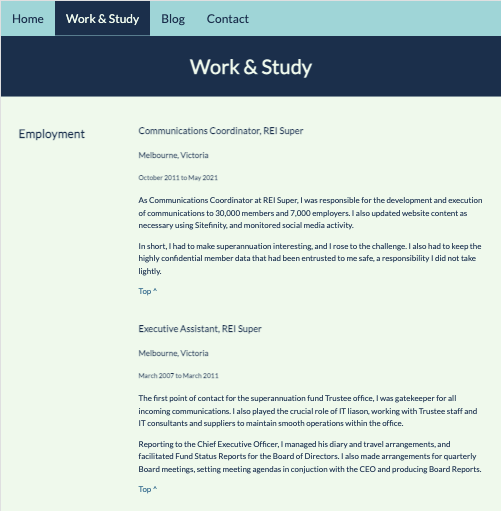 Home Work & Study Blog Contact
Work & Study
Employment
Communications Coordinator, REI Super
Melbourne, Victoria
October 2011 to May 2021
As Communications Coordinator at REI Super, I was responsible for the development and execution
of communications to 30,000 members and 7,000 employers. I also updated website content as
necessary using Sitefinity, and monitored social media activity.
In short, I had to make superannuation interesting, and I rose to the challenge. I also had to keep the
highly confidential member data that had been entrusted to me safe, a responsibility I did not take
lightly.
Top ^
Executive Assistant, REI Super
Melbourne, Victoria
March 2007 to March 2011
The first point of contact for the superannuation fund Trustee office, I was gatekeeper for all
incoming communications. I also played the crucial role of IT liason, working with Trustee staff and
IT consultants and suppliers to maintain smooth operations within the office.
Reporting to the Chief Executive Officer, I managed his diary and travel arrangements, and
facilitated Fund Status Reports for the Board of Directors. I also made arrangements for quarterly
Board meetings, setting meeting agendas in conjuction with the CEO and producing Board Reports.
Top ^